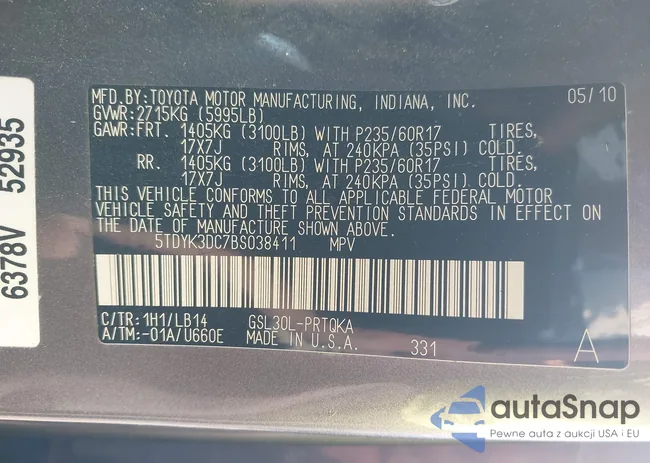 6378V 52935
MFD.BY:TOYOTA MOTOR MANUFACTURING, INDIANA, INC. 05/10
GVWR:2715KG (5995LB)
GAWR:FRT. 1405KG (3100LB) WITH P235/60R17 TIRES,
17X7J RIMS, AT 240KPA (35PSI) COLD.
RR. 1405KG (3100LB) WITH P235/60R17 TIRES,
17X7J RIMS, AT 240KPA (35PSI) COLD.
THIS VEHICLE CONFORMS TO ALL APPLICABLE FEDERAL MOTOR
VEHICLE SAFETY AND THEFT PREVENTION STANDARDS IN EFFECT ON
THE DATE OF MANUFACTURE SHOWN ABOVE.
5TDYK3DC7BS038411 MPV
C/TR:1H1/LB14 GSL30L-PRTQKA
A/TM:-01A/U660E MADE IN U.S.A. 331 A
autaSnap
Pewne auta z aukcji USA i EU